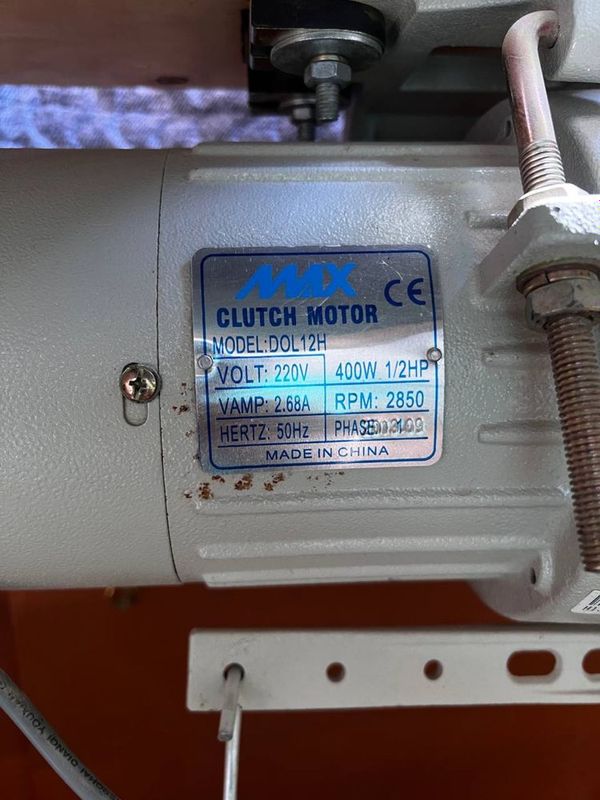 MAX
CE
CLUTCH MOTOR
MODEL:DOL12H
VOLT: 220V
400W 1/2HP
VAMP: 2.68A
RPM: 2850
HERTZ: 50Hz
PHASE:
MADE IN CHINA